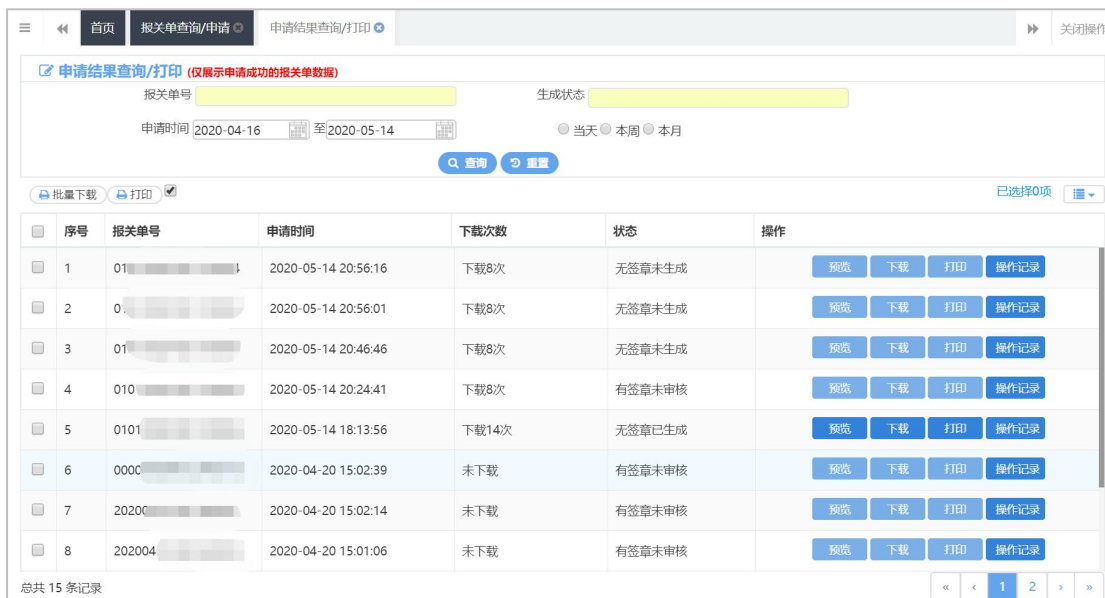 首页 报关单查询/申请 申请结果查询/打印 关闭操作
申请结果查询/打印 (仅展示申请成功的报关单数据)
报关单号 生成状态
申请时间 2020-04-16 至 2020-05-14 当天 本周 本月
查询 重置
批量下载 打印 已选择0项
序号 报关单号 申请时间 下载次数 状态 操作
1 01 2020-05-14 20:56:16 下载8次 无签章未生成 预览 下载 打印 操作记录
2 0 2020-05-14 20:56:01 下载8次 无签章未生成 预览 下载 打印 操作记录
3 01 2020-05-14 20:46:46 下载8次 无签章未生成 预览 下载 打印 操作记录
4 010 2020-05-14 20:24:41 下载8次 有签章未审核 预览 下载 打印 操作记录
5 0101 2020-05-14 18:13:56 下载14次 无签章已生成 预览 下载 打印 操作记录
6 0000 2020-04-20 15:02:39 未下载 有签章未审核 预览 下载 打印 操作记录
7 20200 2020-04-20 15:02:14 未下载 有签章未审核 预览 下载 打印 操作记录
8 202004 2020-04-20 15:01:06 未下载 有签章未审核 预览 下载 打印 操作记录
总共 15 条记录 « ‹ 1 2 › »